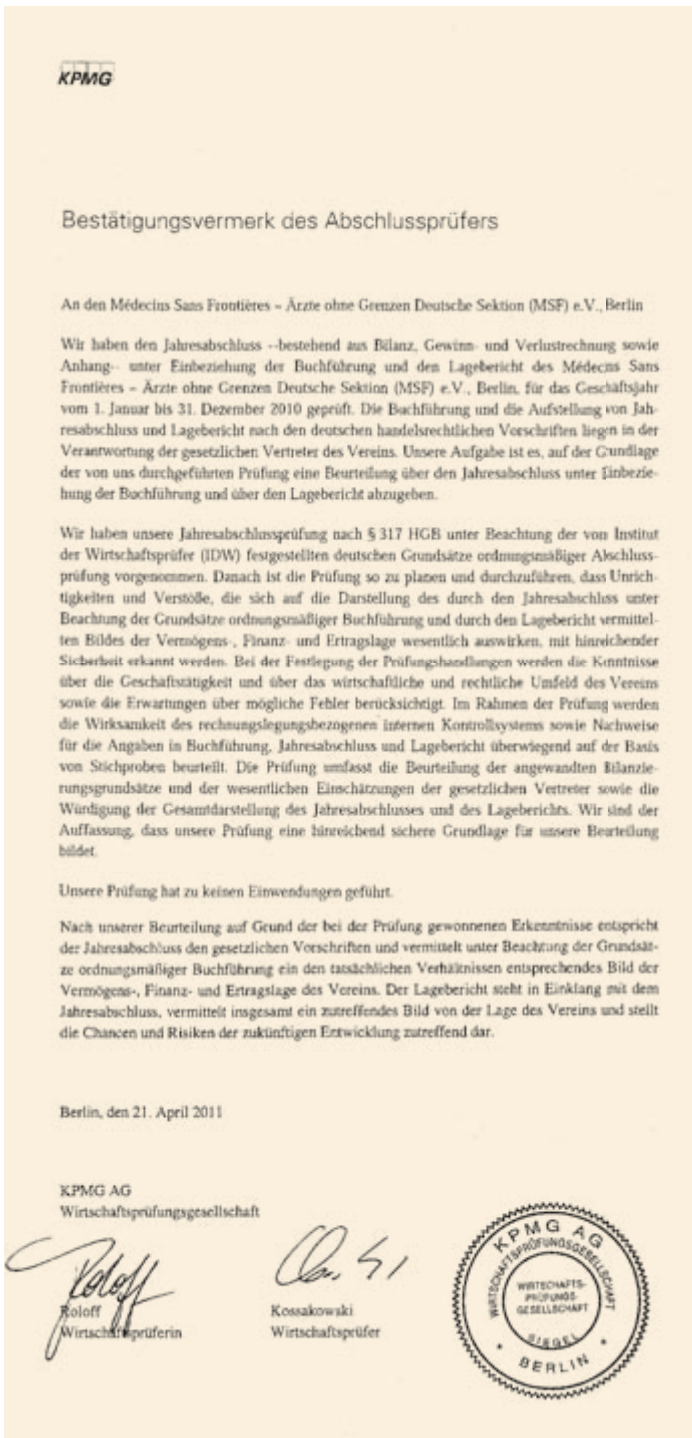 KPMG
Bestätigungsvermerk des Abschlussprüfers
An den Médecins Sans Frontières – Ärzte ohne Grenzen Deutsche Sektion (MSF) e.V., Berlin
Wir haben den Jahresabschluss --bestehend aus Bilanz, Gewinn- und Verlustrechnung sowie
Anhang-- unter Einbeziehung der Buchführung und den Lagebericht des Médecins Sans
Frontières – Ärzte ohne Grenzen Deutsche Sektion (MSF) e.V., Berlin, für das Geschäftsjahr
vom 1. Januar bis 31. Dezember 2010 geprüft. Die Buchführung und die Aufstellung von Jah-
resabschluss und Lagebericht nach den deutschen handelsrechtlichen Vorschriften liegen in der
Verantwortung der gesetzlichen Vertreter des Vereins. Unsere Aufgabe ist es, auf der Grundlage
der von uns durchgeführten Prüfung eine Beurteilung über den Jahresabschluss unter Einbezie-
hung der Buchführung und über den Lagebericht abzugeben.
Wir haben unsere Jahresabschlussprüfung nach § 317 HGB unter Beachtung der von Institut
der Wirtschaftsprüfer (IDW) festgestellten deutschen Grundsätze ordnungsmäßiger Abschluss-
prüfung vorgenommen. Danach ist die Prüfung so zu planen und durchzuführen, dass Unrich-
tigkeiten und Verstöße, die sich auf die Darstellung des durch den Jahresabschluss unter
Beachtung der Grundsätze ordnungsmäßiger Buchführung und durch den Lagebericht vermittel-
ten Bildes der Vermögens-, Finanz- und Ertragslage wesentlich auswirken, mit hinreichender
Sicherheit erkannt werden. Bei der Festlegung der Prüfungshandlungen werden die Kenntnisse
über die Geschäftstätigkeit und über das wirtschaftliche und rechtliche Umfeld des Vereins
sowie die Erwartungen über mögliche Fehler berücksichtigt. Im Rahmen der Prüfung werden
die Wirksamkeit des rechnungslegungsbezogenen internen Kontrollsystems sowie Nachweise
für die Angaben in Buchführung, Jahresabschluss und Lagebericht überwiegend auf der Basis
von Stichproben beurteilt. Die Prüfung umfasst die Beurteilung der angewandten Bilanzie-
rungsgrundsätze und der wesentlichen Einschätzungen der gesetzlichen Vertreter sowie die
Würdigung der Gesamtdarstellung des Jahresabschlusses und des Lageberichts. Wir sind der
Auffassung, dass unsere Prüfung eine hinreichend sichere Grundlage für unsere Beurteilung
bildet.
Unsere Prüfung hat zu keinen Einwendungen geführt.
Nach unserer Beurteilung auf Grund der bei der Prüfung gewonnenen Erkenntnisse entspricht
der Jahresabschluss den gesetzlichen Vorschriften und vermittelt unter Beachtung der Grundsät-
ze ordnungsmäßiger Buchführung ein den tatsächlichen Verhältnissen entsprechendes Bild der
Vermögens-, Finanz- und Ertragslage des Vereins. Der Lagebericht steht in Einklang mit dem
Jahresabschluss, vermittelt insgesamt ein zutreffendes Bild von der Lage des Vereins und stellt
die Chancen und Risiken der zukünftigen Entwicklung zutreffend dar.
Berlin, den 21. April 2011
KPMG AG
Wirtschaftsprüfungsgesellschaft
Roloff
Roloff
Wirtschaftsprüferin
Kossakowski
Wirtschaftsprüfer
KPMG AG
WIRTSCHAFTSPRÜFUNGSGESELLSCHAFT
WIRTSCHAFTS-
PRÜFUNGS-
GESELLSCHAFT
SIEGEL
BERLIN